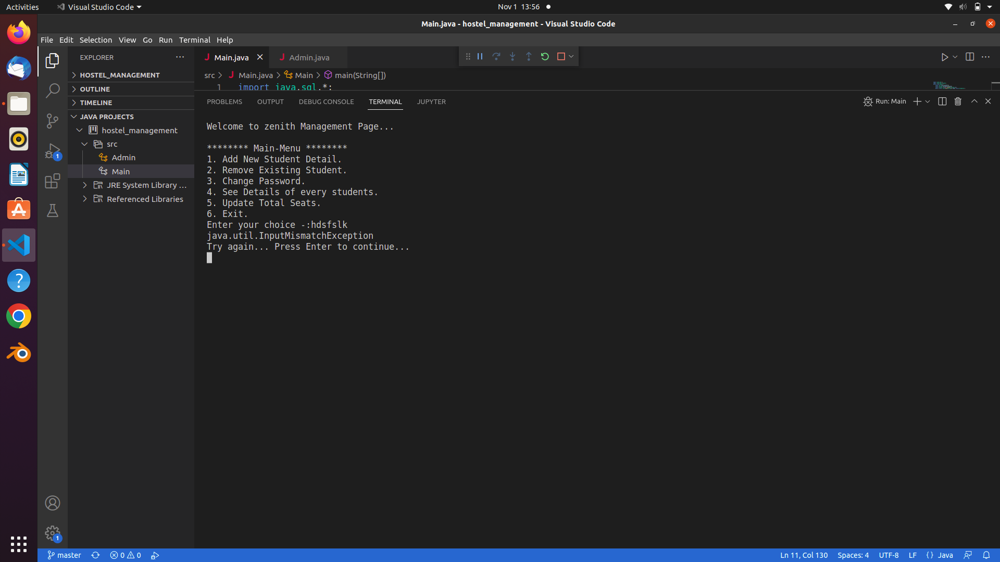 Activities
Visual Studio Code
Nov 1 13:56
Main.java - hostel_management - Visual Studio Code
File Edit Selection View Go Run Terminal Help
EXPLORER
HOSTEL_MANAGEMENT
OUTLINE
TIMELINE
JAVA PROJECTS
hostel_management
src
Admin
Main
JRE System Library ...
Referenced Libraries
1
1
Main.java
Admin.java
src > Main.java > Main > main(String[])
1 import java.sql.*;
PROBLEMS OUTPUT DEBUG CONSOLE TERMINAL JUPYTER
Run: Main
Welcome to zenith Management Page...
******** Main-Menu ********
1. Add New Student Detail.
2. Remove Existing Student.
3. Change Password.
4. See Details of every students.
5. Update Total Seats.
6. Exit.
Enter your choice -:hdsfslk
java.util.InputMismatchException
Try again... Press Enter to continue...
master 0 0
Ln 11, Col 130 Spaces: 4 UTF-8 LF {} Java